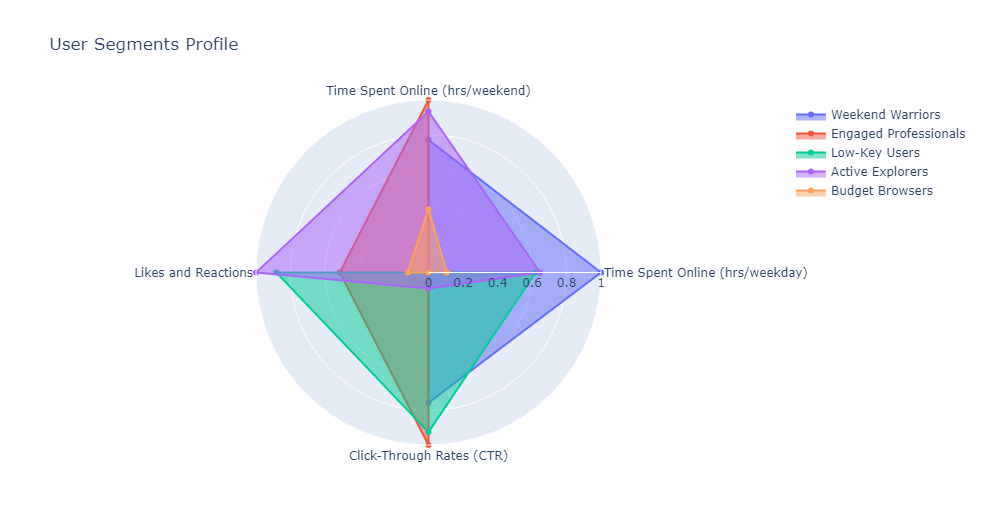 User Segments Profile
Time Spent Online (hrs/weekend)
Weekend Warriors
Engaged Professionals
Low-Key Users
Active Explorers
Budget Browsers
Likes and Reactions
Time Spent Online (hrs/weekday)
0 0.2 0.4 0.6 0.8 1
Click-Through Rates (CTR)